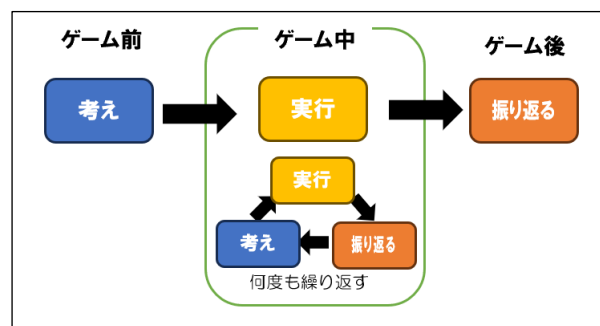 ゲーム前
ゲーム中
ゲーム後
考え
実行
振り返る
実行
考え
振り返る
何度も繰り返す